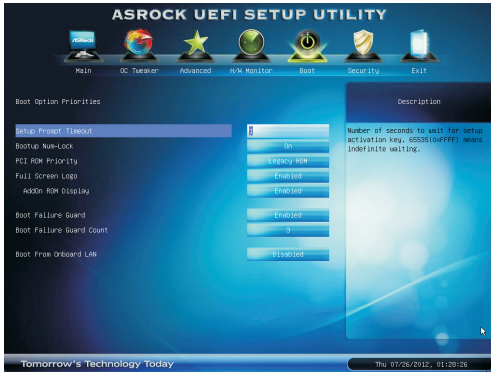 ASROCK UEFI SETUP UTILITY
ASRock
Main OC Tweaker Advanced H/W Monitor Boot Security Exit
Boot Option Priorities
Description
Setup Prompt Timeout
Number of seconds to wait for setup
activation key. 65535(0xFFFF) means
indefinite waiting.
Bootup Num-Lock On
PCI ROM Priority Legacy ROM
Full Screen Logo Enabled
AddOn ROM Display Enabled
Boot Failure Guard Enabled
Boot Failure Guard Count 3
Boot From Onboard LAN Disabled
Tomorrow's Technology Today
Thu 07/26/2012, 01:28:26